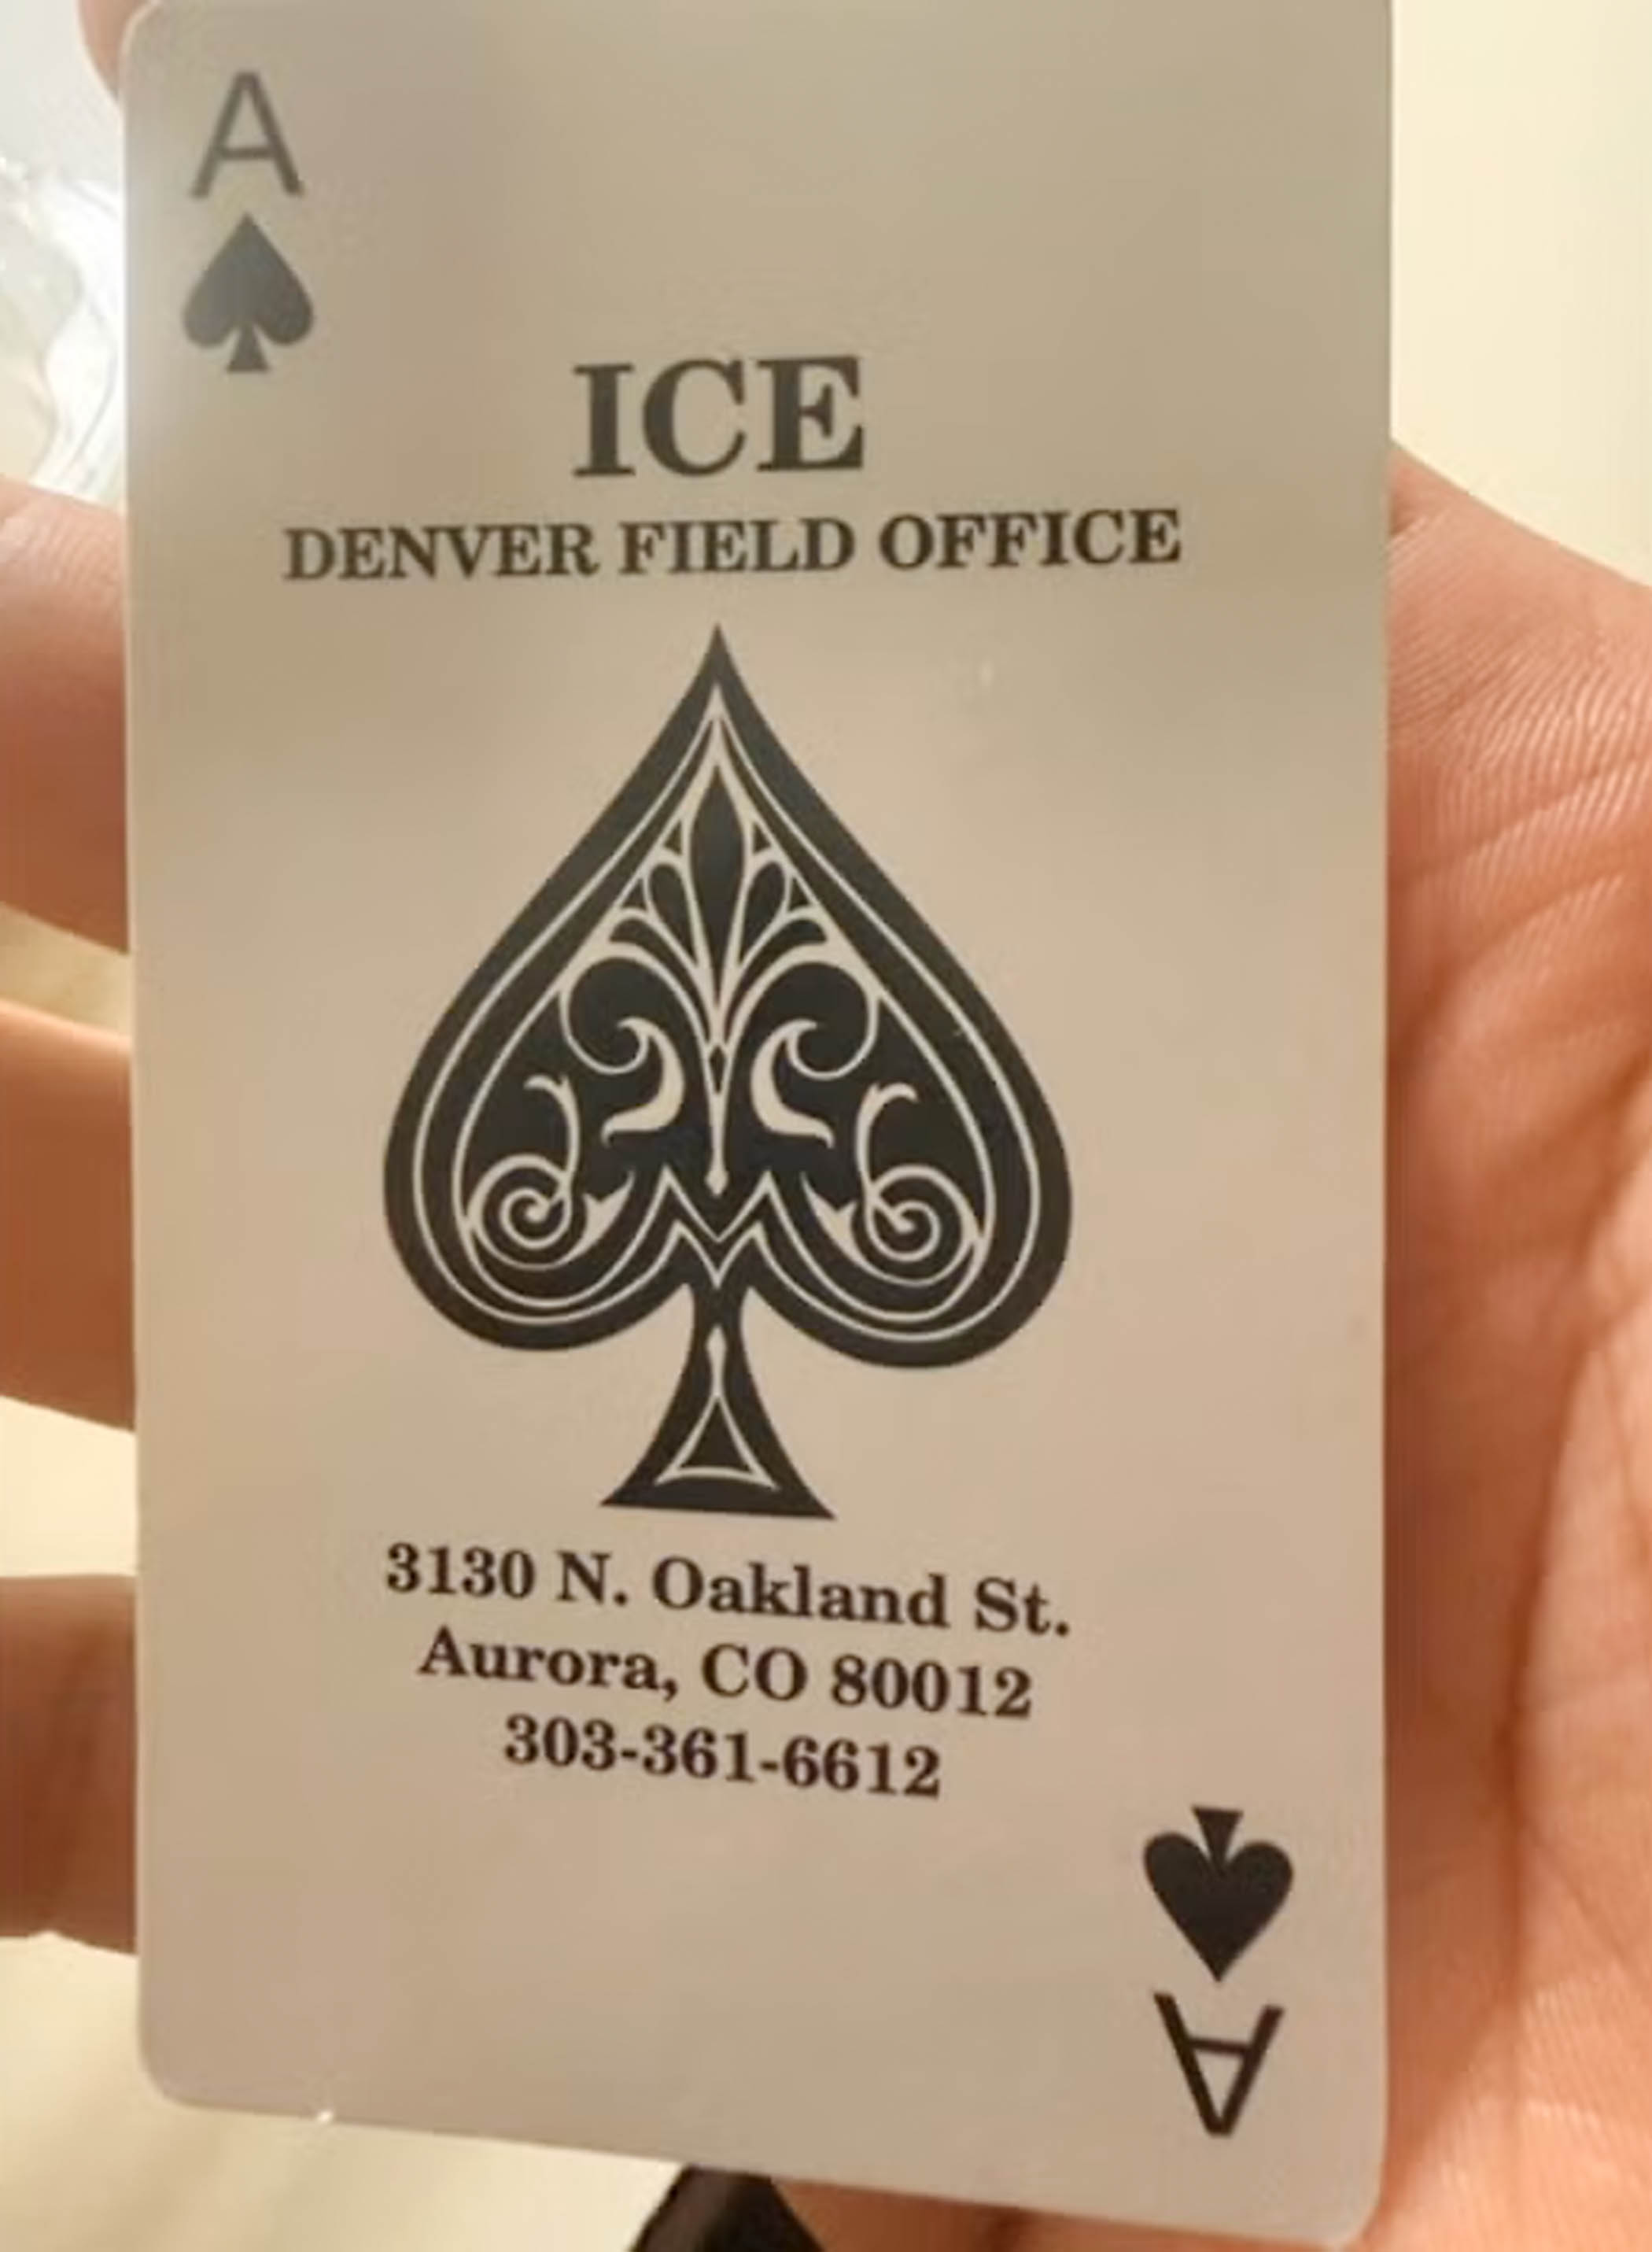 A
ICE
DENVER FIELD OFFICE
3130 N. Oakland St.
Aurora, CO 80012
303-361-6612
A